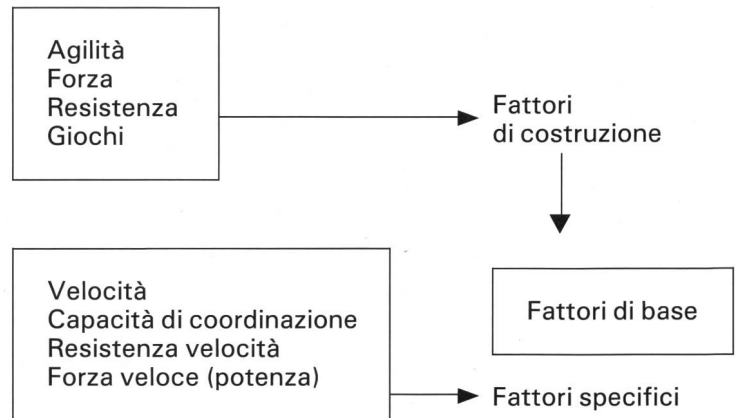 Agilità
Forza
Resistenza
Giochi
Fattori
di costruzione
Velocità
Capacità di coordinazione
Resistenza velocità
Forza veloce (potenza)
Fattori di base
Fattori specifici